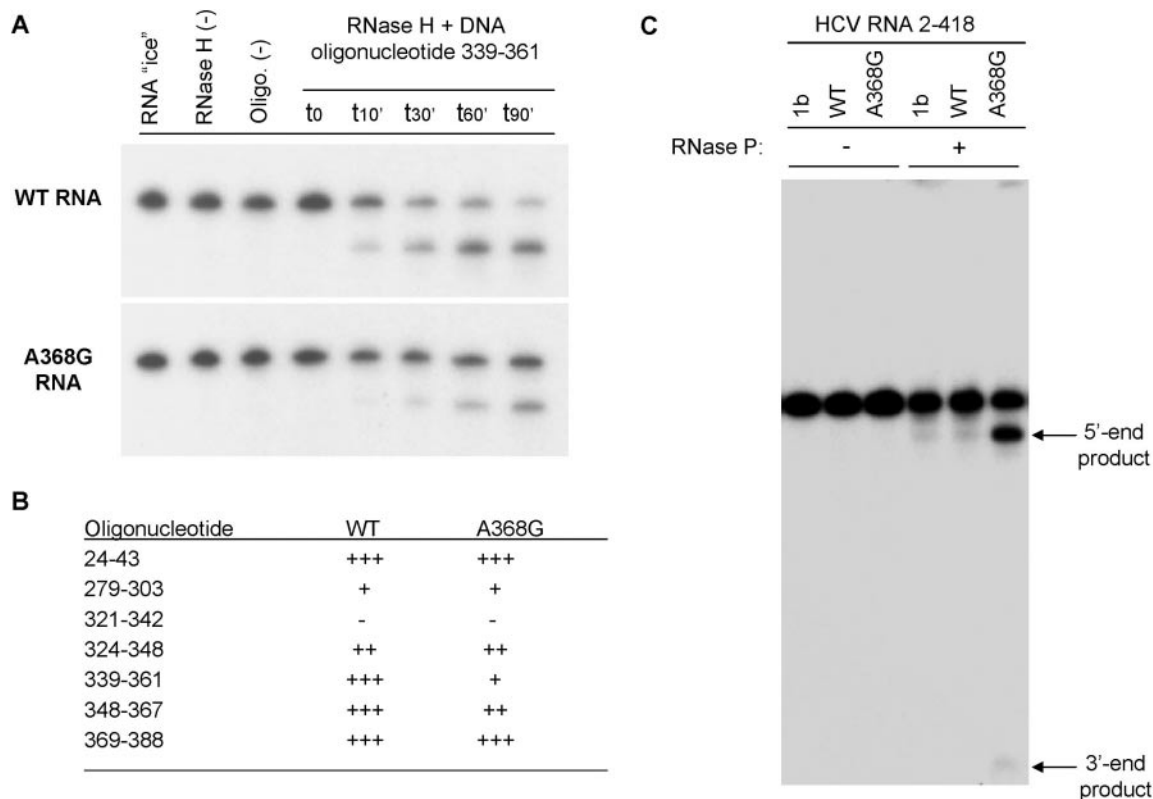 A
RNA "ice"
RNase H (-)
Oligo. (-)
RNase H + DNA
oligonucleotide 339-361
t0 t10' t30' t60' t90'
WT RNA
A368G
RNA
B
Oligonucleotide WT A368G
24-43 +++ +++
279-303 + +
321-342 - -
324-348 ++ ++
339-361 +++ +
348-367 +++ ++
369-388 +++ +++
C
HCV RNA 2-418
1b WT A368G 1b WT A368G
RNase P: - +
5'-end
product
3'-end
product